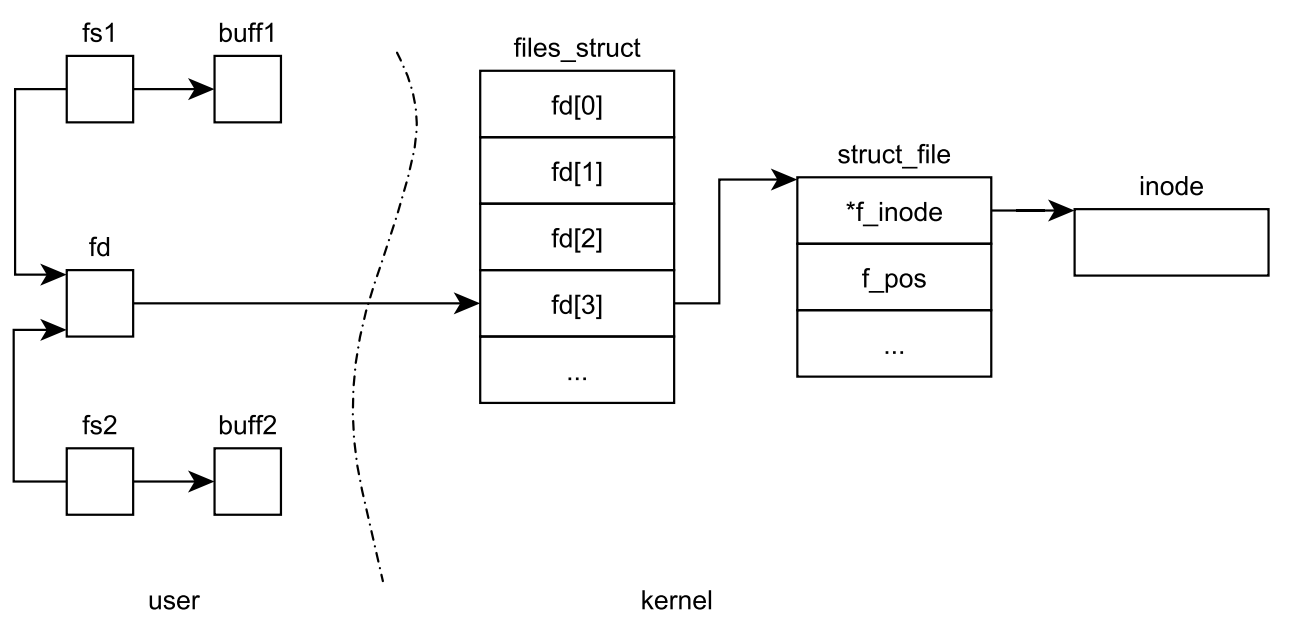 fs1
buff1
files_struct
fd[0]
fd[1]
fd[2]
fd[3]
...
struct_file
*f_inode
f_pos
...
inode
fd
fs2
buff2
user
kernel